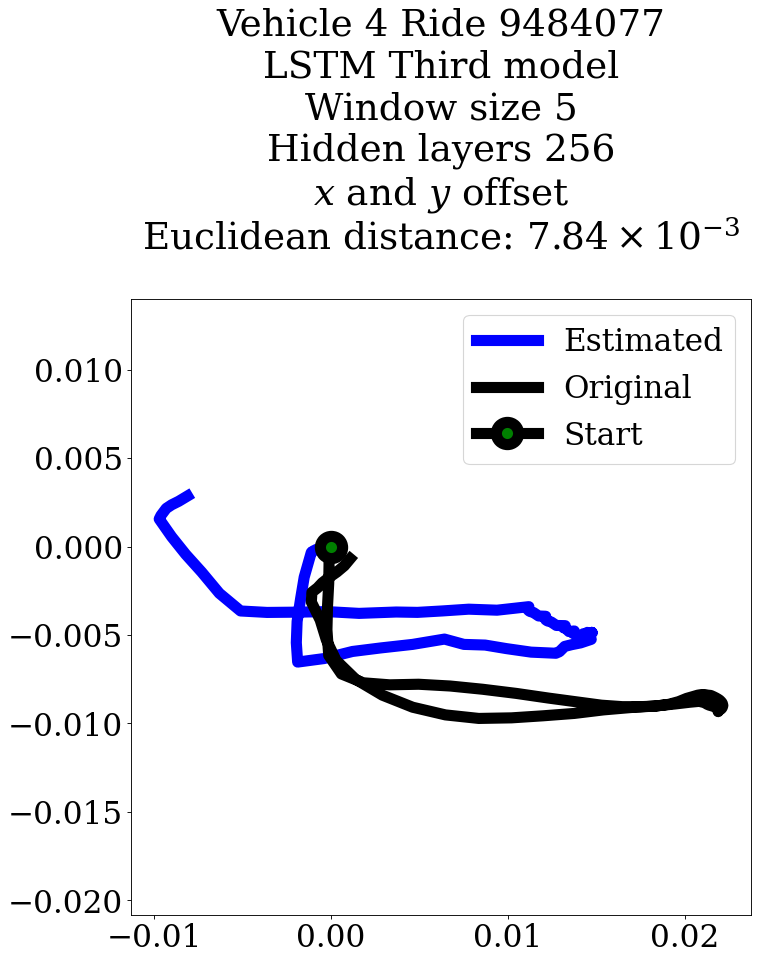 Vehicle 4 Ride 9484077
LSTM Third model
Window size 5
Hidden layers 256
x and y offset
Euclidean distance: 7.84 × 10⁻³
Estimated
Original
Start
0.010
0.005
0.000
−0.005
−0.010
−0.015
−0.020
−0.01 0.00 0.01 0.02